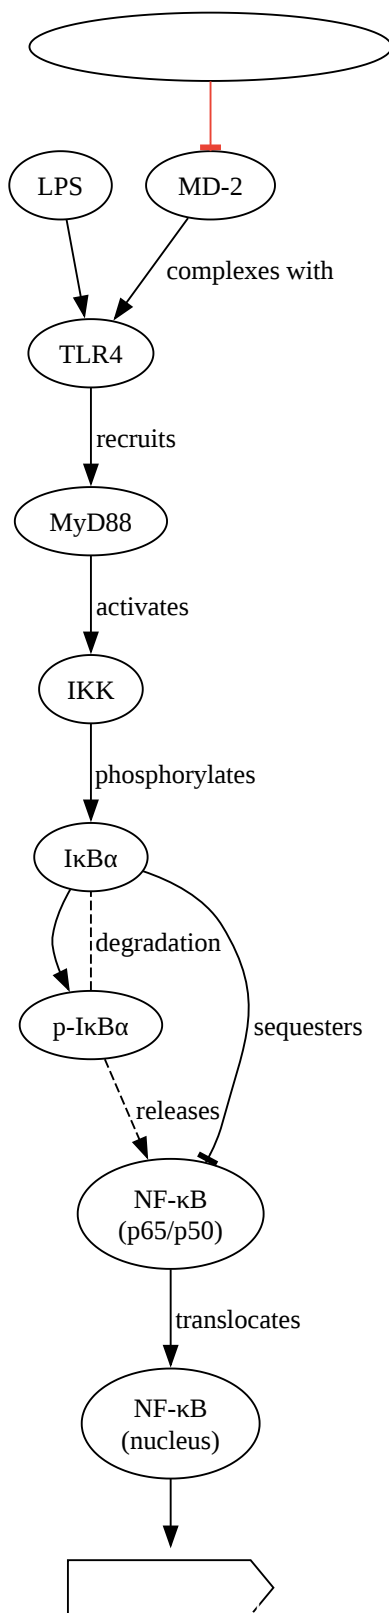 LPS
MD-2
complexes with
TLR4
recruits
MyD88
activates
IKK
phosphorylates
IκBα
degradation
p-IκBα
sequesters
releases
NF-κB
(p65/p50)
translocates
NF-κB
(nucleus)